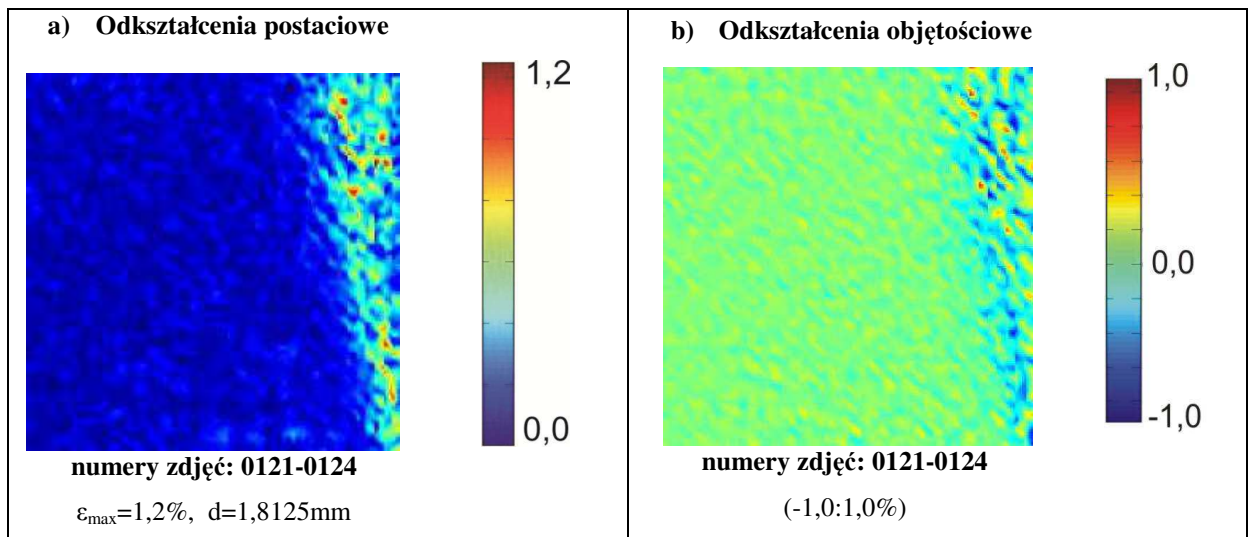 a) Odkształcenia postaciowe
1,2
0,0
numery zdjęć: 0121-0124
εmax=1,2%, d=1,8125mm
b) Odkształcenia objętościowe
1,0
0,0
-1,0
numery zdjęć: 0121-0124
(-1,0:1,0%)